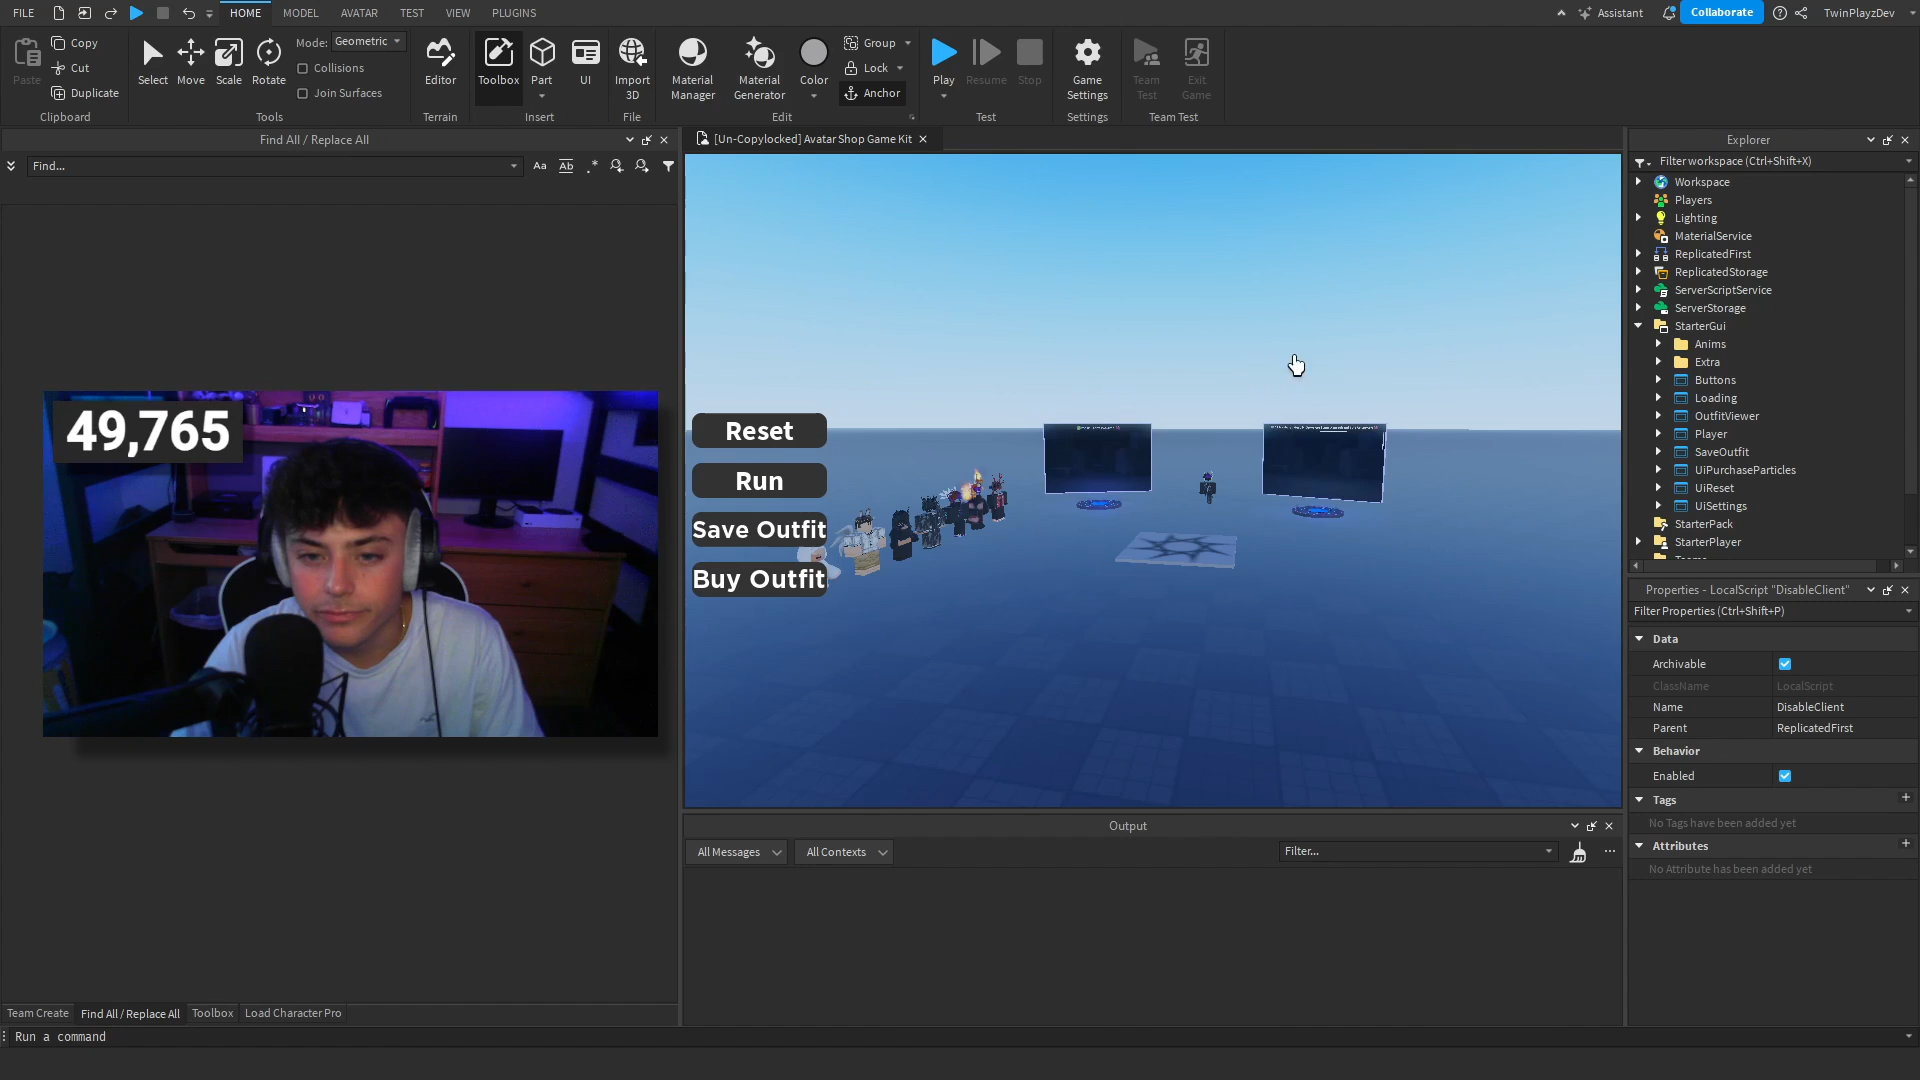 FILE
HOME
MODEL
AVATAR
TEST
VIEW
PLUGINS
Assistant
Collaborate
TwinPlayzDev
Paste
Copy
Cut
Duplicate
Clipboard
Select
Move
Scale
Rotate
Mode: Geometric
Collisions
Join Surfaces
Tools
Editor
Terrain
Toolbox
Part
UI
Insert
Import
3D
File
Material
Manager
Material
Generator
Color
Group
Lock
Anchor
Edit
Play
Resume
Stop
Test
Game
Settings
Settings
Team
Test
Exit
Game
Team Test
Find All / Replace All
Find...
Aa
Ab
49,765
Team Create
Find All / Replace All
Toolbox
Load Character Pro
Run a command
[Un-Copylocked] Avatar Shop Game Kit
Reset
Run
Save Outfit
Buy Outfit
Output
All Messages
All Contexts
Filter...
Explorer
Filter workspace (Ctrl+Shift+X)
Workspace
Players
Lighting
MaterialService
ReplicatedFirst
ReplicatedStorage
ServerScriptService
ServerStorage
StarterGui
Anims
Extra
Buttons
Loading
OutfitViewer
Player
SaveOutfit
UiPurchaseParticles
UiReset
UiSettings
StarterPack
StarterPlayer
Properties - LocalScript "DisableClient"
Filter Properties (Ctrl+Shift+P)
Data
Archivable
ClassName LocalScript
Name DisableClient
Parent ReplicatedFirst
Behavior
Enabled
Tags
No Tags have been added yet
Attributes
No Attribute has been added yet